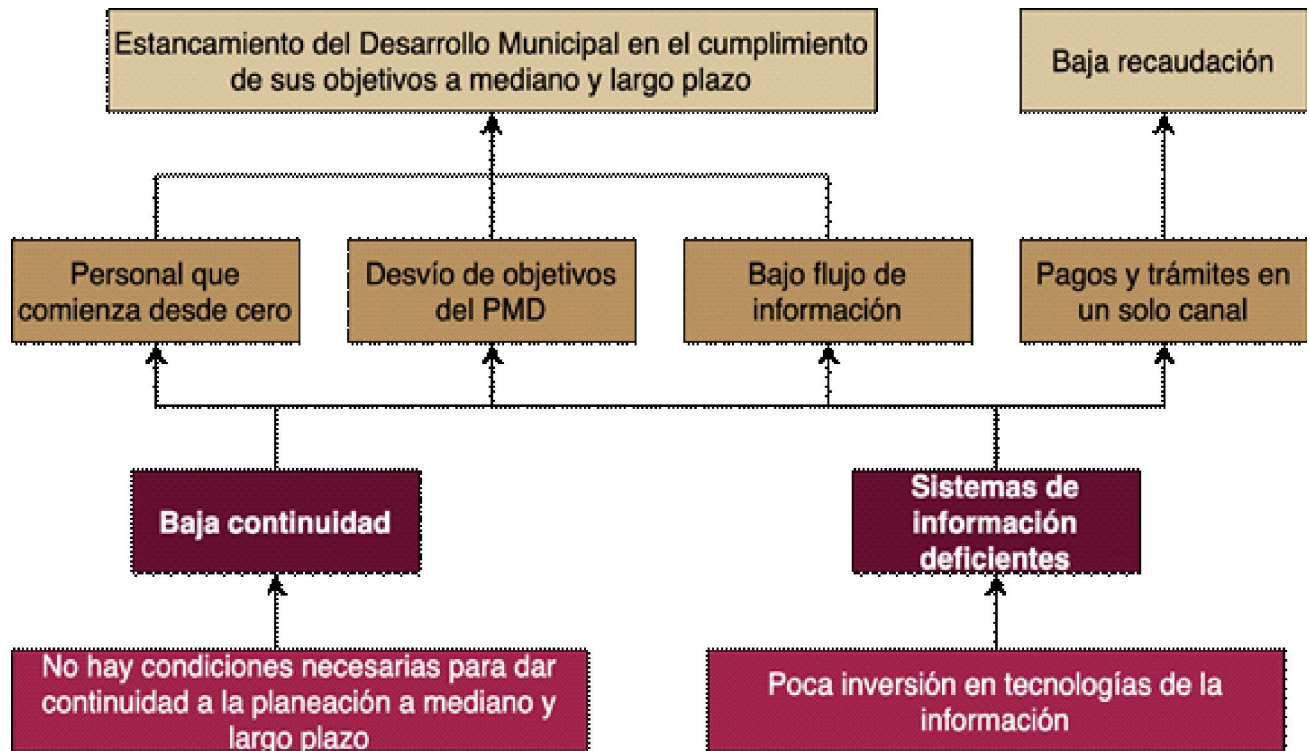 Estancamiento del Desarrollo Municipal en el cumplimiento
de sus objetivos a mediano y largo plazo
Baja recaudación
Personal que
comienza desde cero
Desvío de objetivos
del PMD
Bajo flujo de
información
Pagos y trámites en
un solo canal
Baja continuidad
Sistemas de
información
deficientes
No hay condiciones necesarias para dar
continuidad a la planeación a mediano y
largo plazo
Poca inversión en tecnologías de la
información